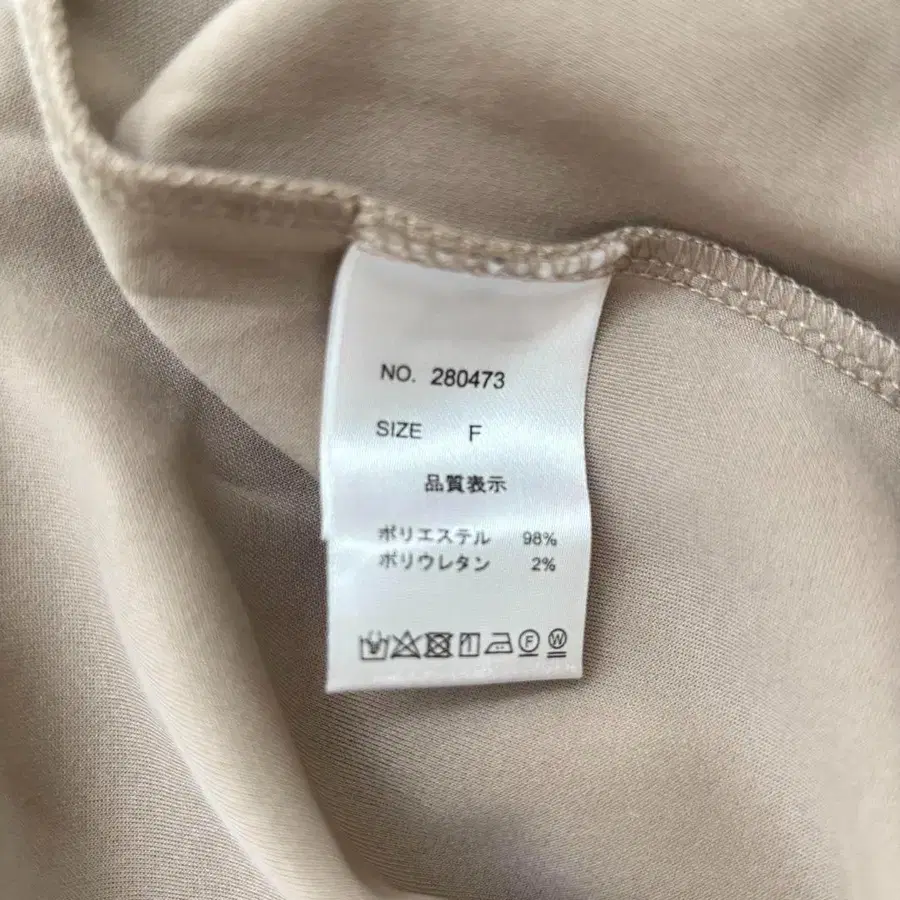 NO. 280473
SIZE F
品質表示
ポリエステル 98%
ポリウレタン 2%
F W